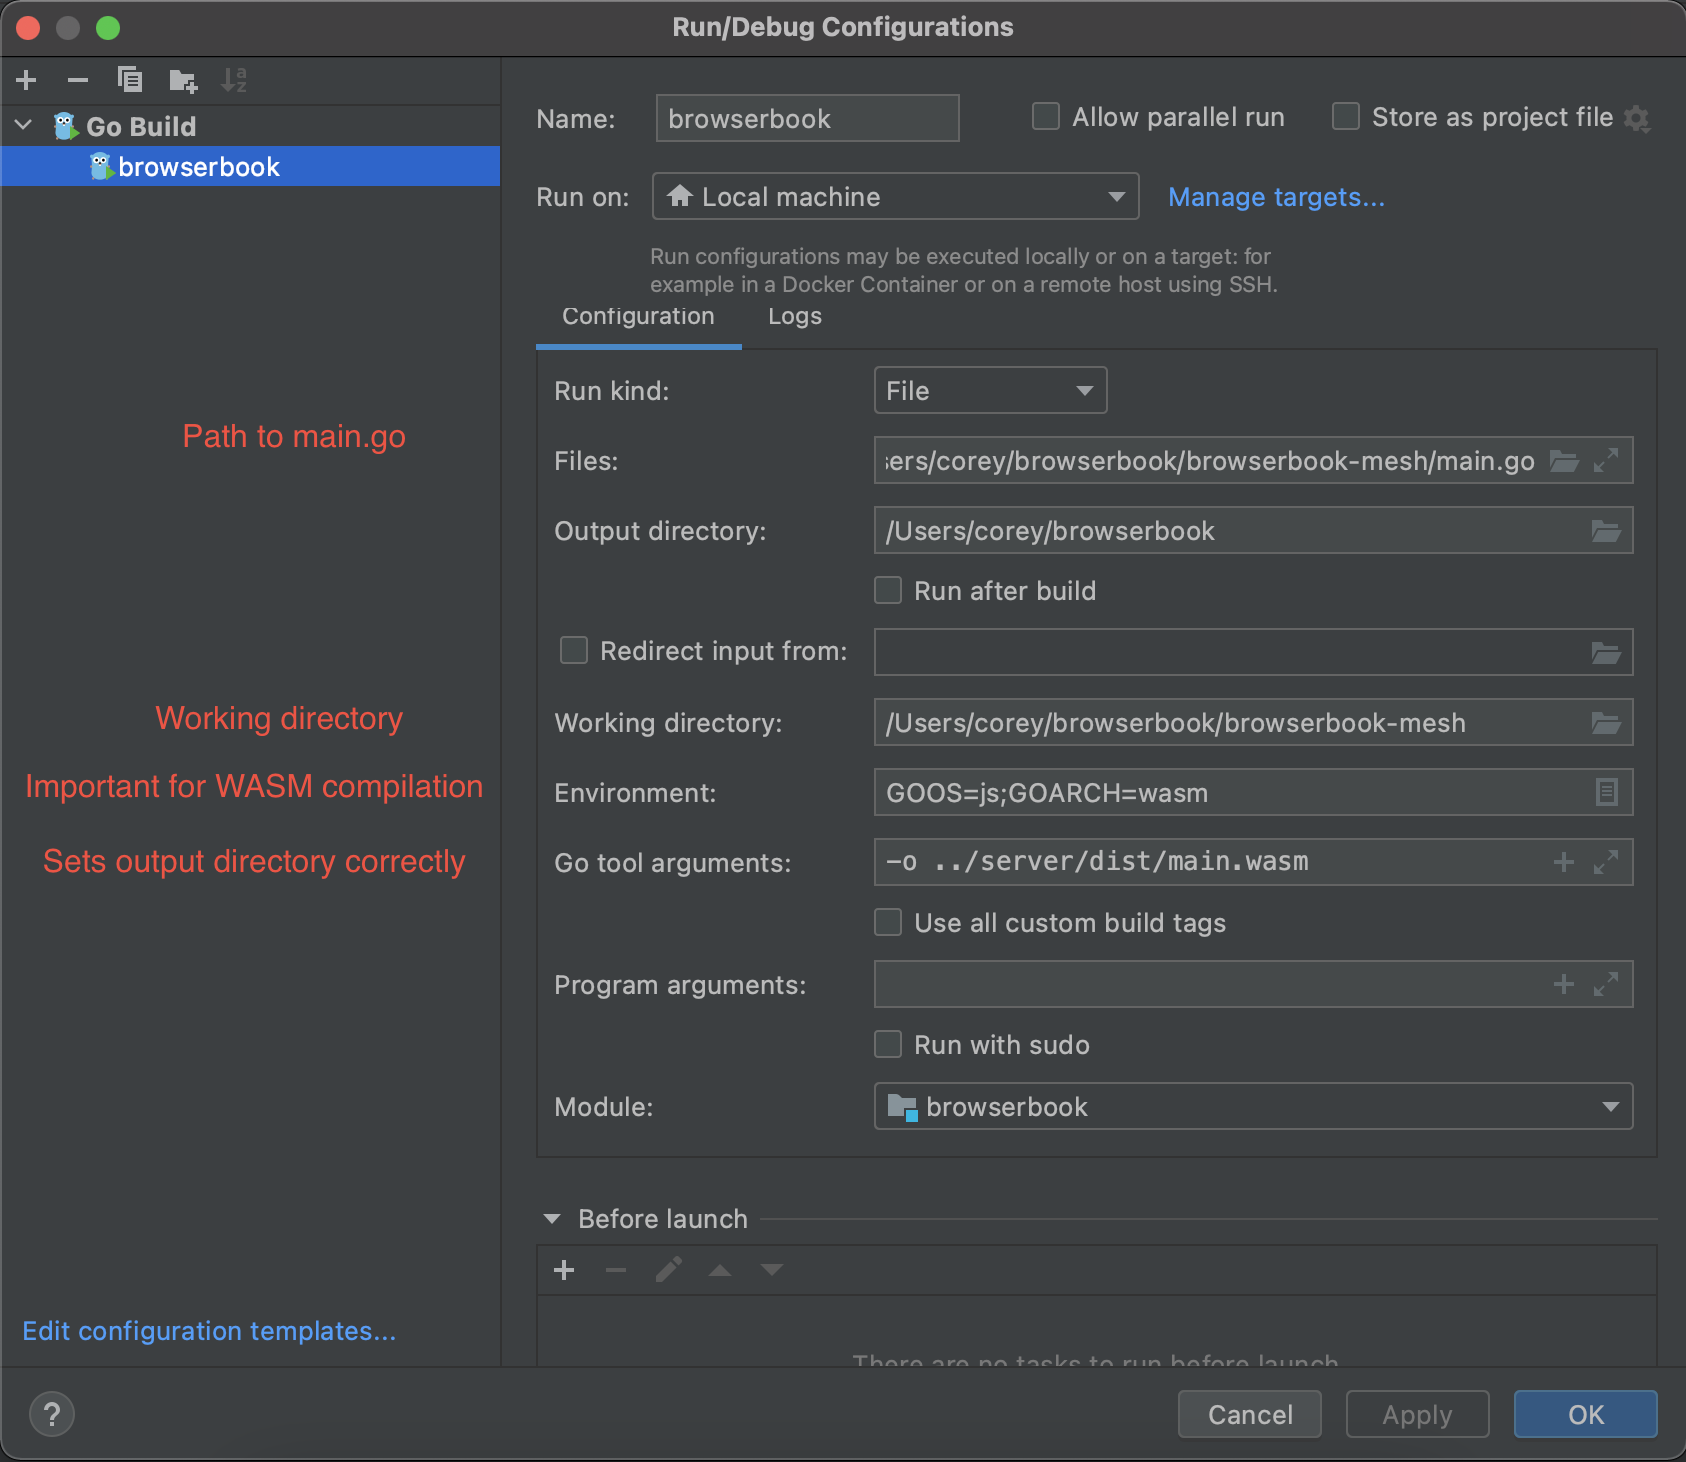 Run/Debug Configurations
Go Build
browserbook
Name: browserbook
Allow parallel run
Store as project file
Run on: Local machine
Manage targets...
Run configurations may be executed locally or on a target: for
example in a Docker Container or on a remote host using SSH.
Configuration
Logs
Run kind: File
Path to main.go
Files: sers/corey/browserbook/browserbook-mesh/main.go
Output directory: /Users/corey/browserbook
Run after build
Redirect input from:
Working directory
Working directory: /Users/corey/browserbook/browserbook-mesh
Important for WASM compilation
Environment: GOOS=js;GOARCH=wasm
Sets output directory correctly
Go tool arguments: -o ../server/dist/main.wasm
Use all custom build tags
Program arguments:
Run with sudo
Module: browserbook
Before launch
Edit configuration templates...
There are no tasks to run before launch
?
Cancel
Apply
OK